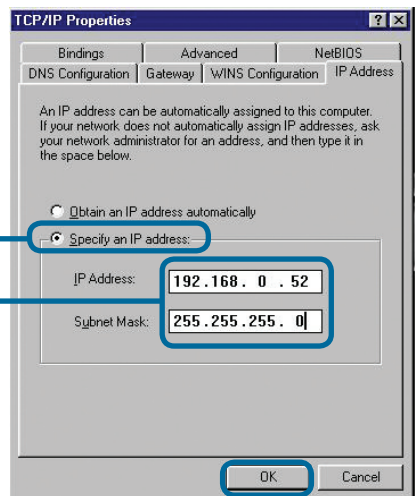 TCP/IP Properties
Bindings Advanced NetBIOS
DNS Configuration Gateway WINS Configuration IP Address
An IP address can be automatically assigned to this computer.
If your network does not automatically assign IP addresses, ask
your network administrator for an address, and then type it in
the space below.
Obtain an IP address automatically
Specify an IP address:
IP Address: 192.168. 0 .52
Subnet Mask: 255.255.255. 0
OK Cancel